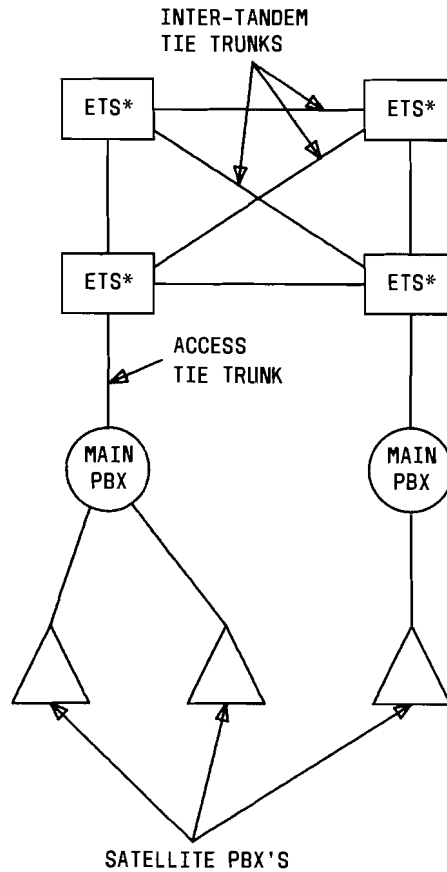 INTER-TANDEM
TIE TRUNKS
ETS*
ETS*
ETS*
ETS*
ACCESS
TIE TRUNK
MAIN
PBX
MAIN
PBX
SATELLITE PBX'S